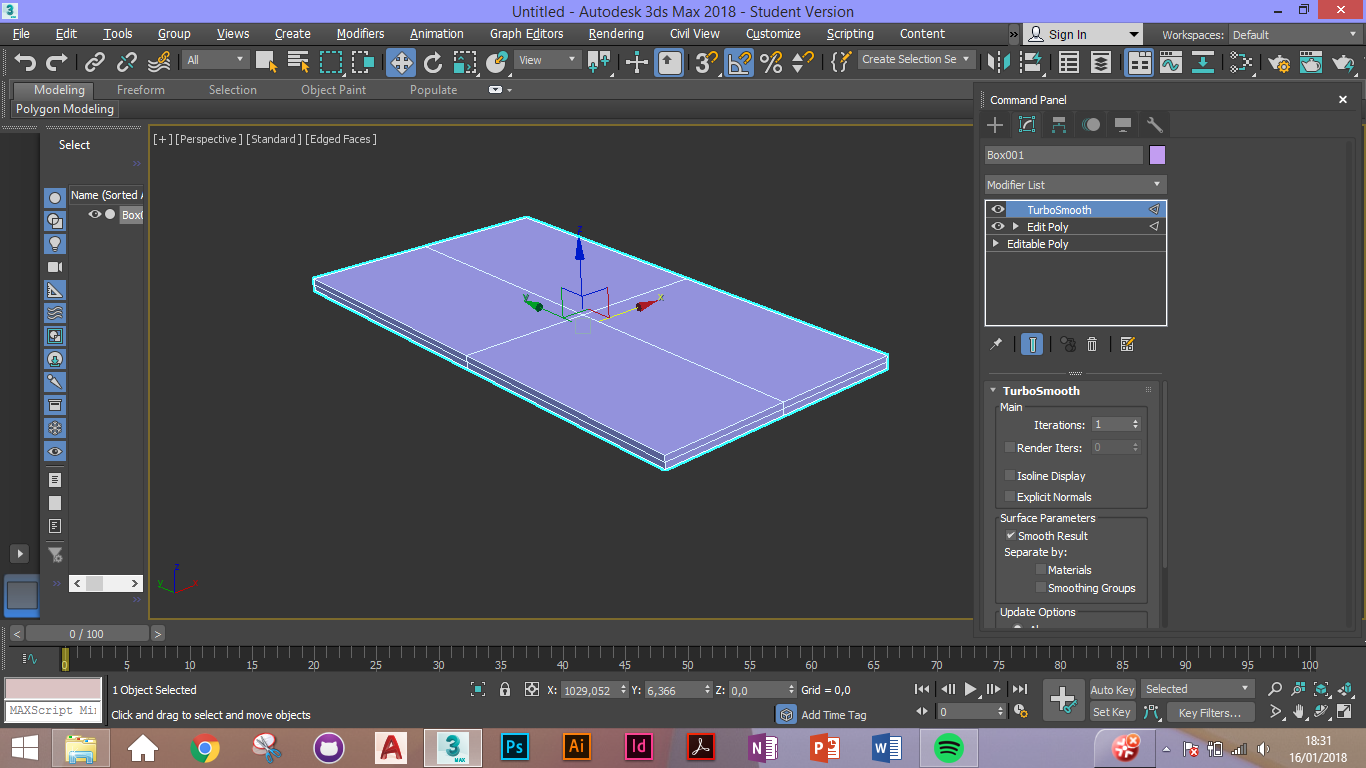 Untitled - Autodesk 3ds Max 2018 - Student Version
File Edit Tools Group Views Create Modifiers Animation Graph Editors Rendering Civil View Customize Scripting Content » Sign In Workspaces: Default
All View Create Selection Se
Modeling Freeform Selection Object Paint Populate
Polygon Modeling
Command Panel
[+] [Perspective ] [Standard ] [Edged Faces ]
Select
Box001
Name (Sorted
Modifier List
TurboSmooth
Edit Poly
Editable Poly
z
y
x
TurboSmooth
Main
Iterations: 1
Render Iters: 0
Isoline Display
Explicit Normals
Surface Parameters
Smooth Result
Separate by:
Materials
Smoothing Groups
Update Options
z
y
x
< 0 / 100 >
0 5 10 15 20 25 30 35 40 45 50 55 60 65 70 75 80 85 90 95 100
1 Object Selected X: 1029,052 Y: 6,366 Z: 0,0 Grid = 0,0 Auto Key Selected
MAXScript Mi
Click and drag to select and move objects Add Time Tag 0 Set Key Key Filters...
3 MAX Ps Ai Id N P W
18:31
16/01/2018